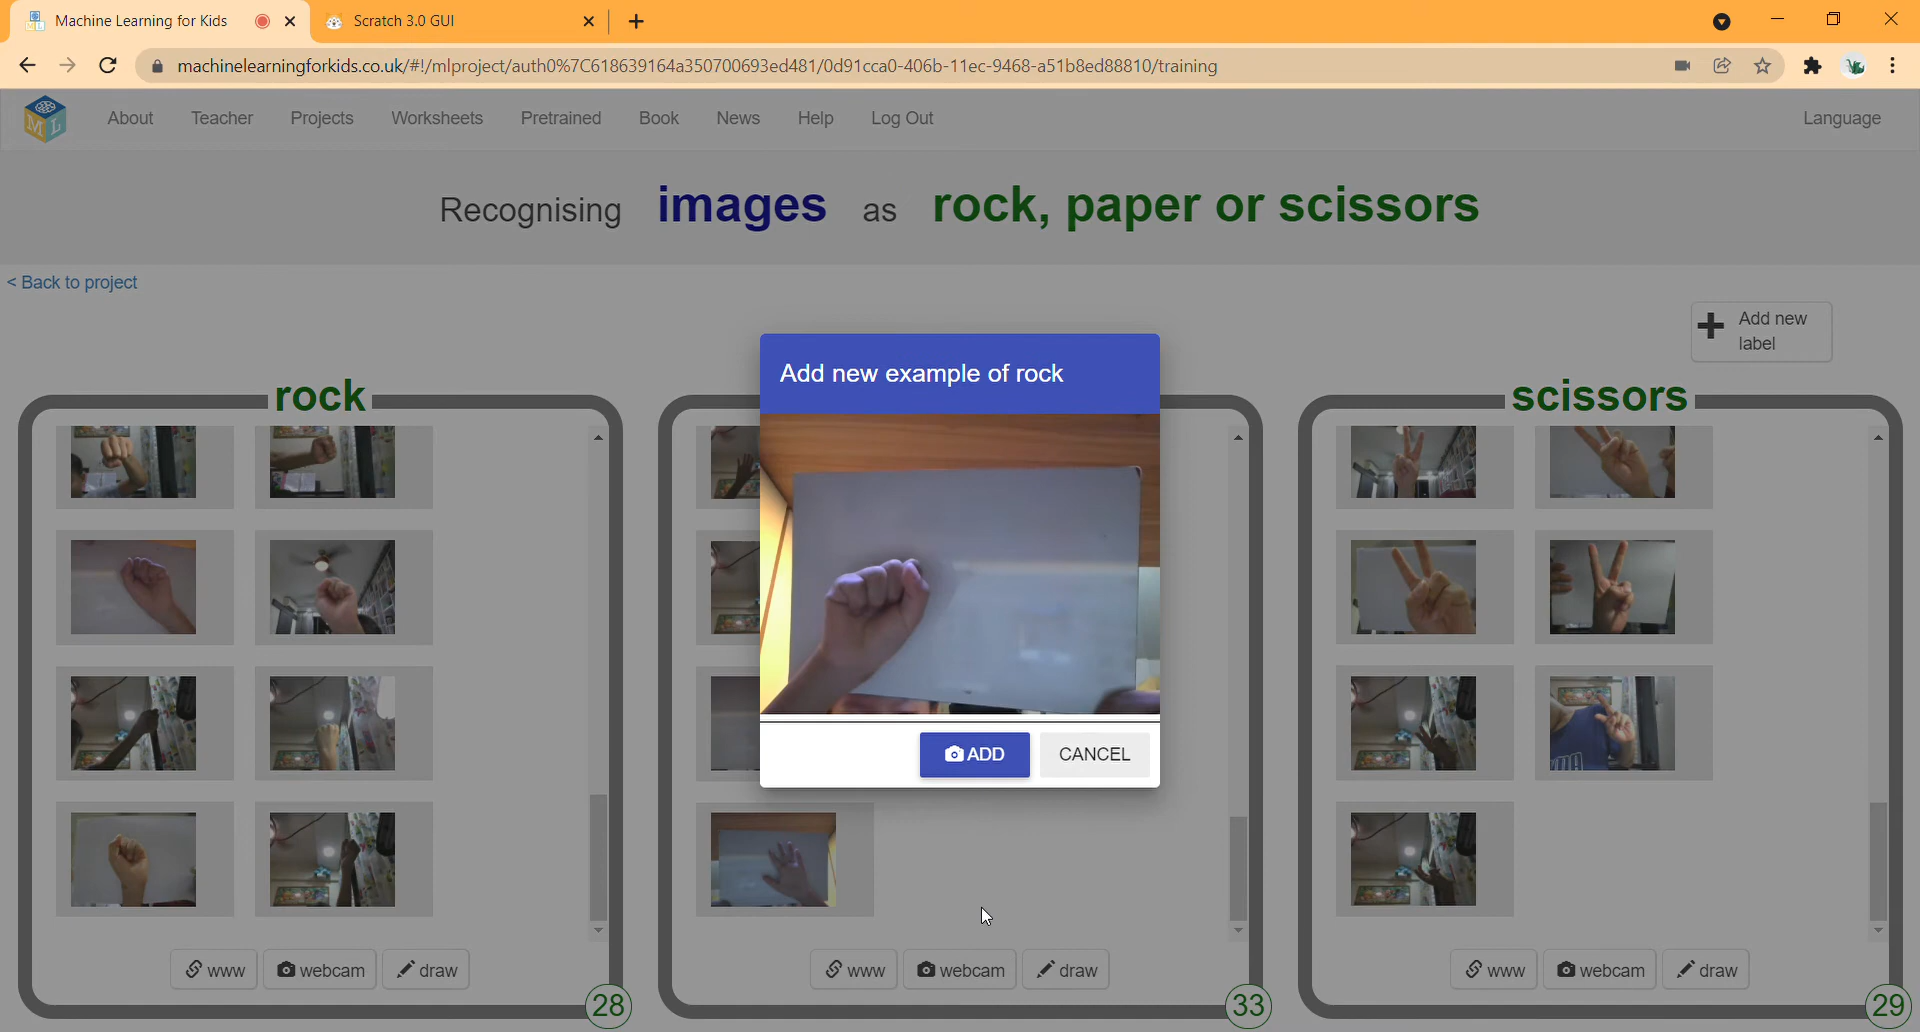 Machine Learning for Kids
Scratch 3.0 GUI
machinelearningforkids.co.uk/#!/mlproject/auth0%7C618639164a350700693ed481/0d91cca0-406b-11ec-9468-a51b8ed88810/training
ML
About Teacher Projects Worksheets Pretrained Book News Help Log Out Language
Recognising images as rock, paper or scissors
< Back to project
Add new
label
rock
scissors
Add new example of rock
ADD CANCEL
www webcam draw
28
www webcam draw
33
www webcam draw
29